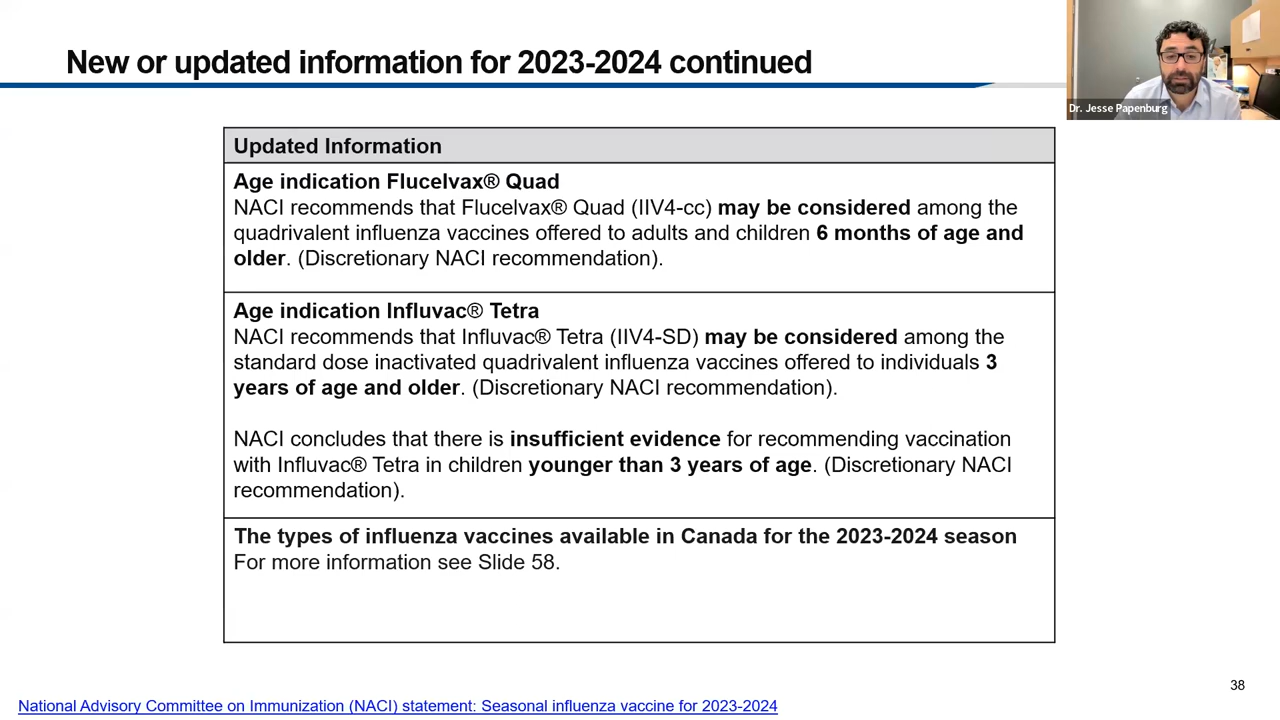 New or updated information for 2023-2024 continued
Dr. Jesse Papenburg
Updated Information
Age indication Flucelvax® Quad
NACI recommends that Flucelvax® Quad (IIV4-cc) may be considered among the
quadrivalent influenza vaccines offered to adults and children 6 months of age and
older. (Discretionary NACI recommendation).
Age indication Influvac® Tetra
NACI recommends that Influvac® Tetra (IIV4-SD) may be considered among the
standard dose inactivated quadrivalent influenza vaccines offered to individuals 3
years of age and older. (Discretionary NACI recommendation).
NACI concludes that there is insufficient evidence for recommending vaccination
with Influvac® Tetra in children younger than 3 years of age. (Discretionary NACI
recommendation).
The types of influenza vaccines available in Canada for the 2023-2024 season
For more information see Slide 58.
38
National Advisory Committee on Immunization (NACI) statement: Seasonal influenza vaccine for 2023-2024